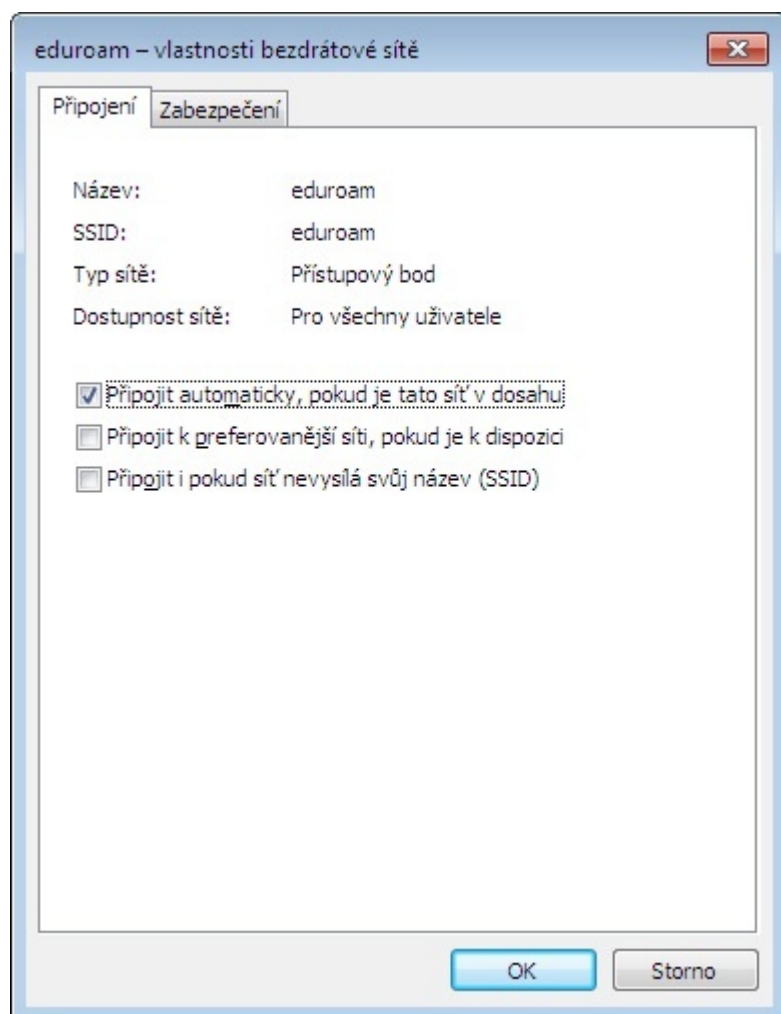 eduroam – vlastnosti bezdrátové sítě
Připojení Zabezpečení
Název: eduroam
SSID: eduroam
Typ sítě: Přístupový bod
Dostupnost sítě: Pro všechny uživatele
Připojit automaticky, pokud je tato síť v dosahu
Připojit k preferovanější síti, pokud je k dispozici
Připojit i pokud síť nevysílá svůj název (SSID)
OK Storno